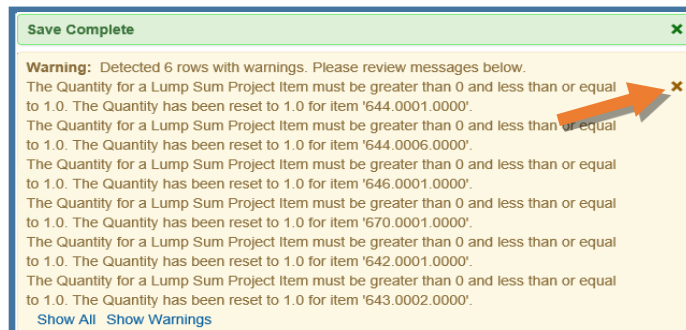 Save Complete
Warning: Detected 6 rows with warnings. Please review messages below.
The Quantity for a Lump Sum Project Item must be greater than 0 and less than or equal
to 1.0. The Quantity has been reset to 1.0 for item '644.0001.0000'.
The Quantity for a Lump Sum Project Item must be greater than 0 and less than or equal
to 1.0. The Quantity has been reset to 1.0 for item '644.0006.0000'.
The Quantity for a Lump Sum Project Item must be greater than 0 and less than or equal
to 1.0. The Quantity has been reset to 1.0 for item '646.0001.0000'.
The Quantity for a Lump Sum Project Item must be greater than 0 and less than or equal
to 1.0. The Quantity has been reset to 1.0 for item '670.0001.0000'.
The Quantity for a Lump Sum Project Item must be greater than 0 and less than or equal
to 1.0. The Quantity has been reset to 1.0 for item '642.0001.0000'.
The Quantity for a Lump Sum Project Item must be greater than 0 and less than or equal
to 1.0. The Quantity has been reset to 1.0 for item '643.0002.0000'.
Show All Show Warnings